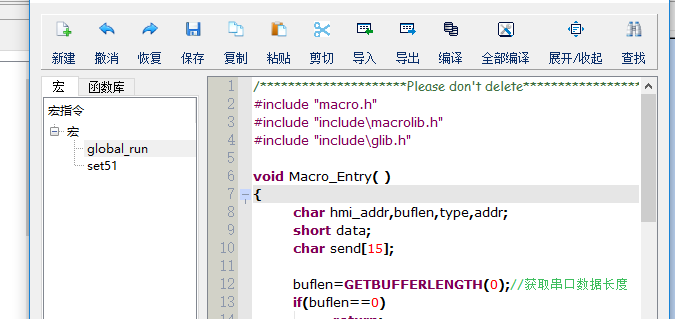 新建 撤消 恢复 保存 复制 粘贴 剪切 导入 导出 编译 全部编译 展开/收起 查找
宏 函数库
宏指令
宏
global_run
set51
1 /*********************Please don't delete*****************
2 #include "macro.h"
3 #include "include\macrolib.h"
4 #include "include\glib.h"
5
6 void Macro_Entry( )
7 {
8 char hmi_addr,buflen,type,addr;
9 short data;
10 char send[15];
11
12 buflen=GETBUFFERLENGTH(0);//获取串口数据长度
13 if(buflen==0)
14